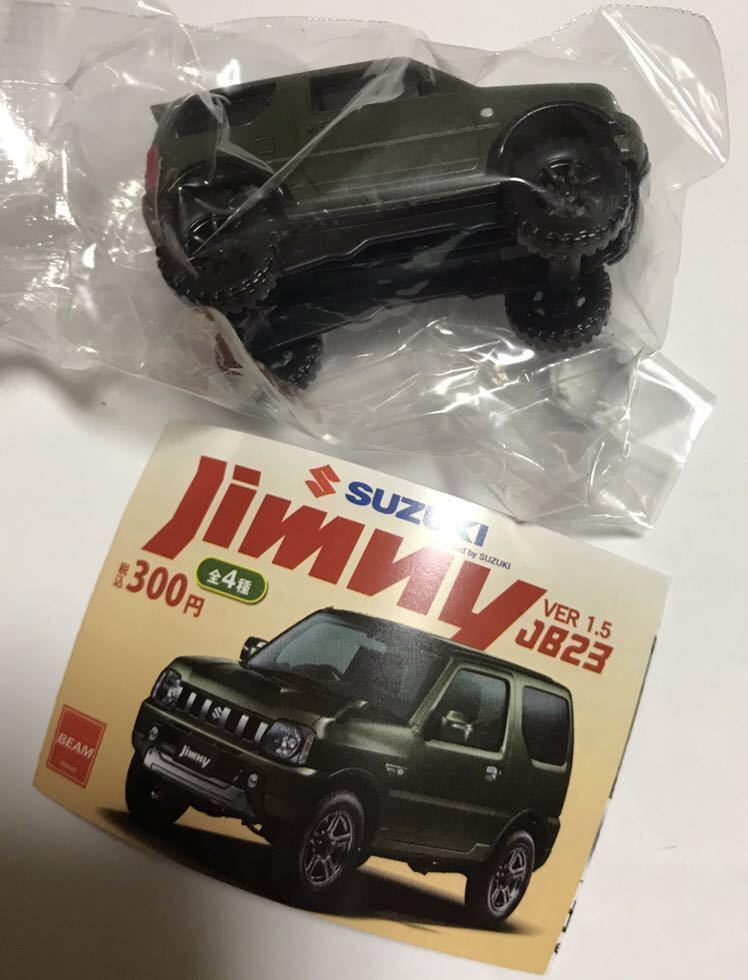 SUZUKI
Jimny
d by SUZUKI
VER 1.5
JB23
税込300円
全4種
BEAM
Jimny